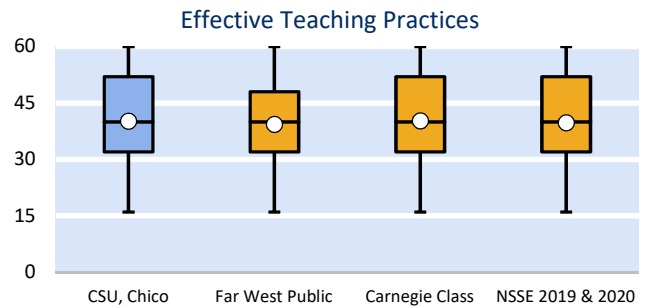 Effective Teaching Practices
60
45
30
15
0
CSU, Chico Far West Public Carnegie Class NSSE 2019 & 2020